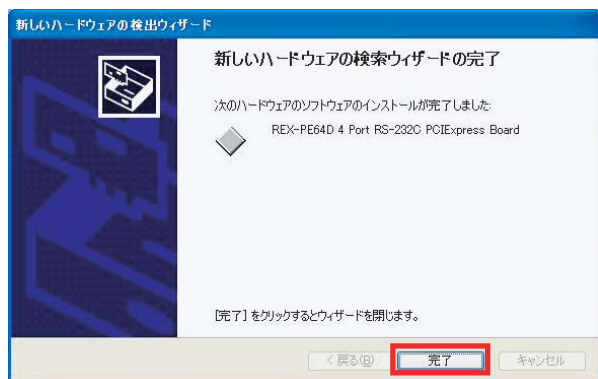 新しいハードウェアの検出ウィザード
新しいハードウェアの検索ウィザードの完了
次のハードウェアのソフトウェアのインストールが完了しました:
REX-PE64D 4 Port RS-232C PCIExpress Board
[完了] をクリックするとウィザードを閉じます。
< 戻る(B) 完了 キャンセル